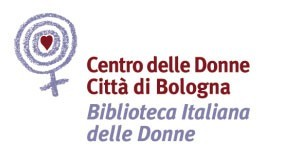 Centro delle Donne
Città di Bologna
Biblioteca Italiana
delle Donne